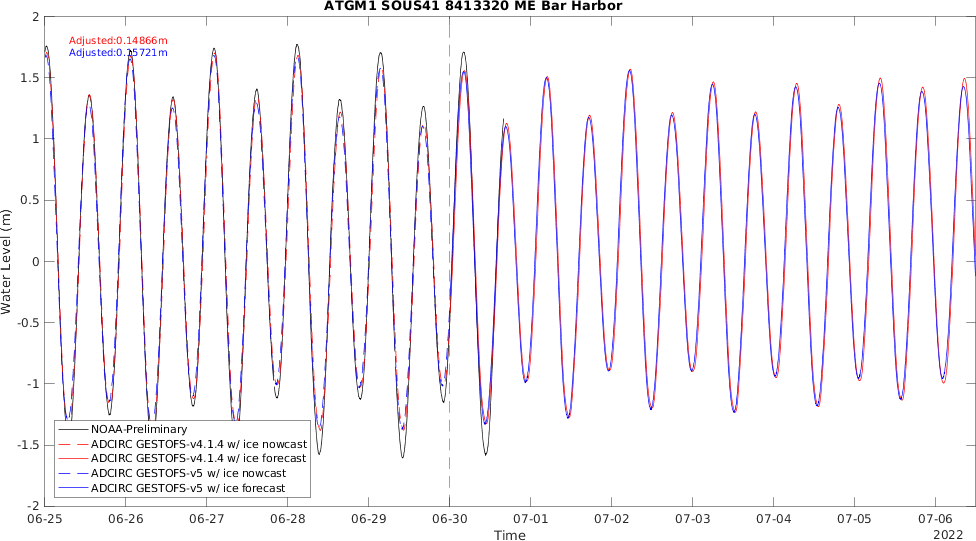 ATGM1 SOUS41 8413320 ME Bar Harbor
Adjusted:0.14866m
Adjusted:0.15721m
Water Level (m)
2
1.5
1
0.5
0
-0.5
-1
-1.5
-2
NOAA-Preliminary
ADCIRC GESTOFS-v4.1.4 w/ ice nowcast
ADCIRC GESTOFS-v4.1.4 w/ ice forecast
ADCIRC GESTOFS-v5 w/ ice nowcast
ADCIRC GESTOFS-v5 w/ ice forecast
06-25 06-26 06-27 06-28 06-29 06-30 07-01 07-02 07-03 07-04 07-05 07-06
Time
2022